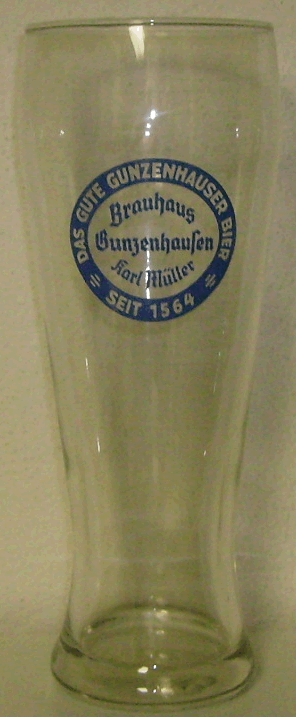 DAS GUTE GUNZENHAUSER BIER
Brauhaus
Gunzenhauſen
Karl Müller
SEIT 1564